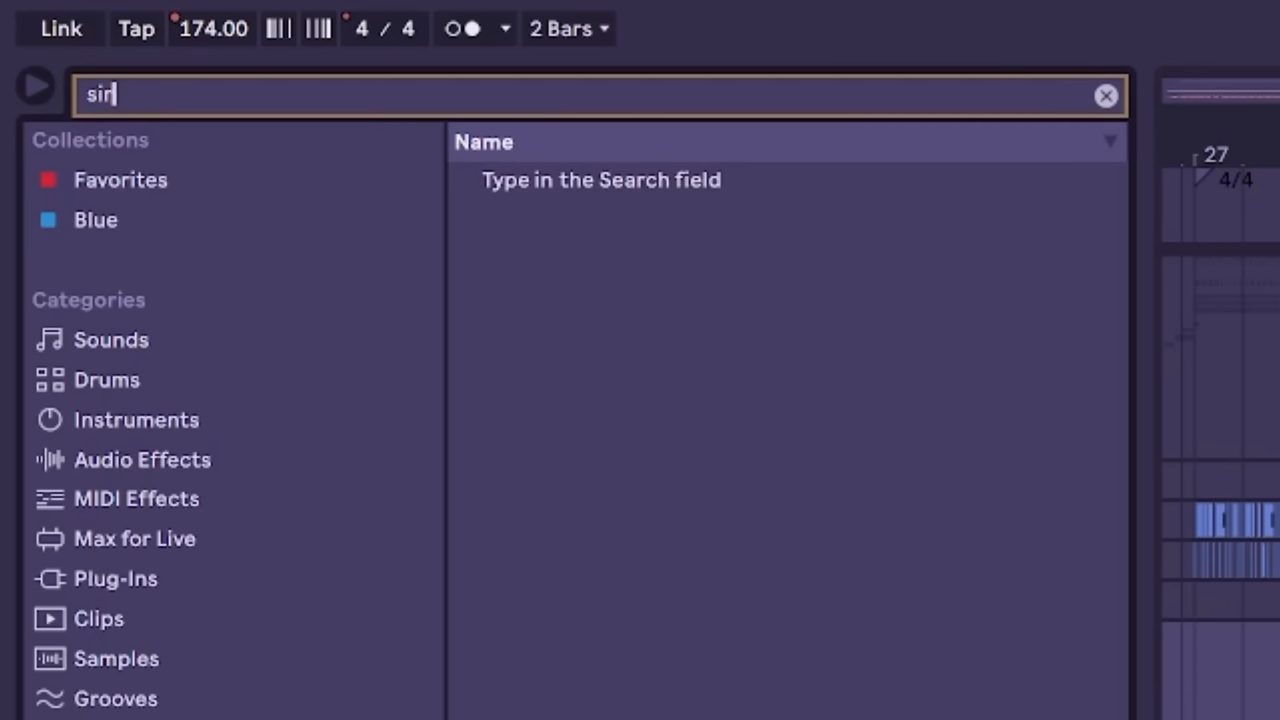 Link Tap 174.00 4 / 4 2 Bars
sir
Collections
Favorites
Blue
Categories
Sounds
Drums
Instruments
Audio Effects
MIDI Effects
Max for Live
Plug-Ins
Clips
Samples
Grooves
Name
Type in the Search field
27
4/4